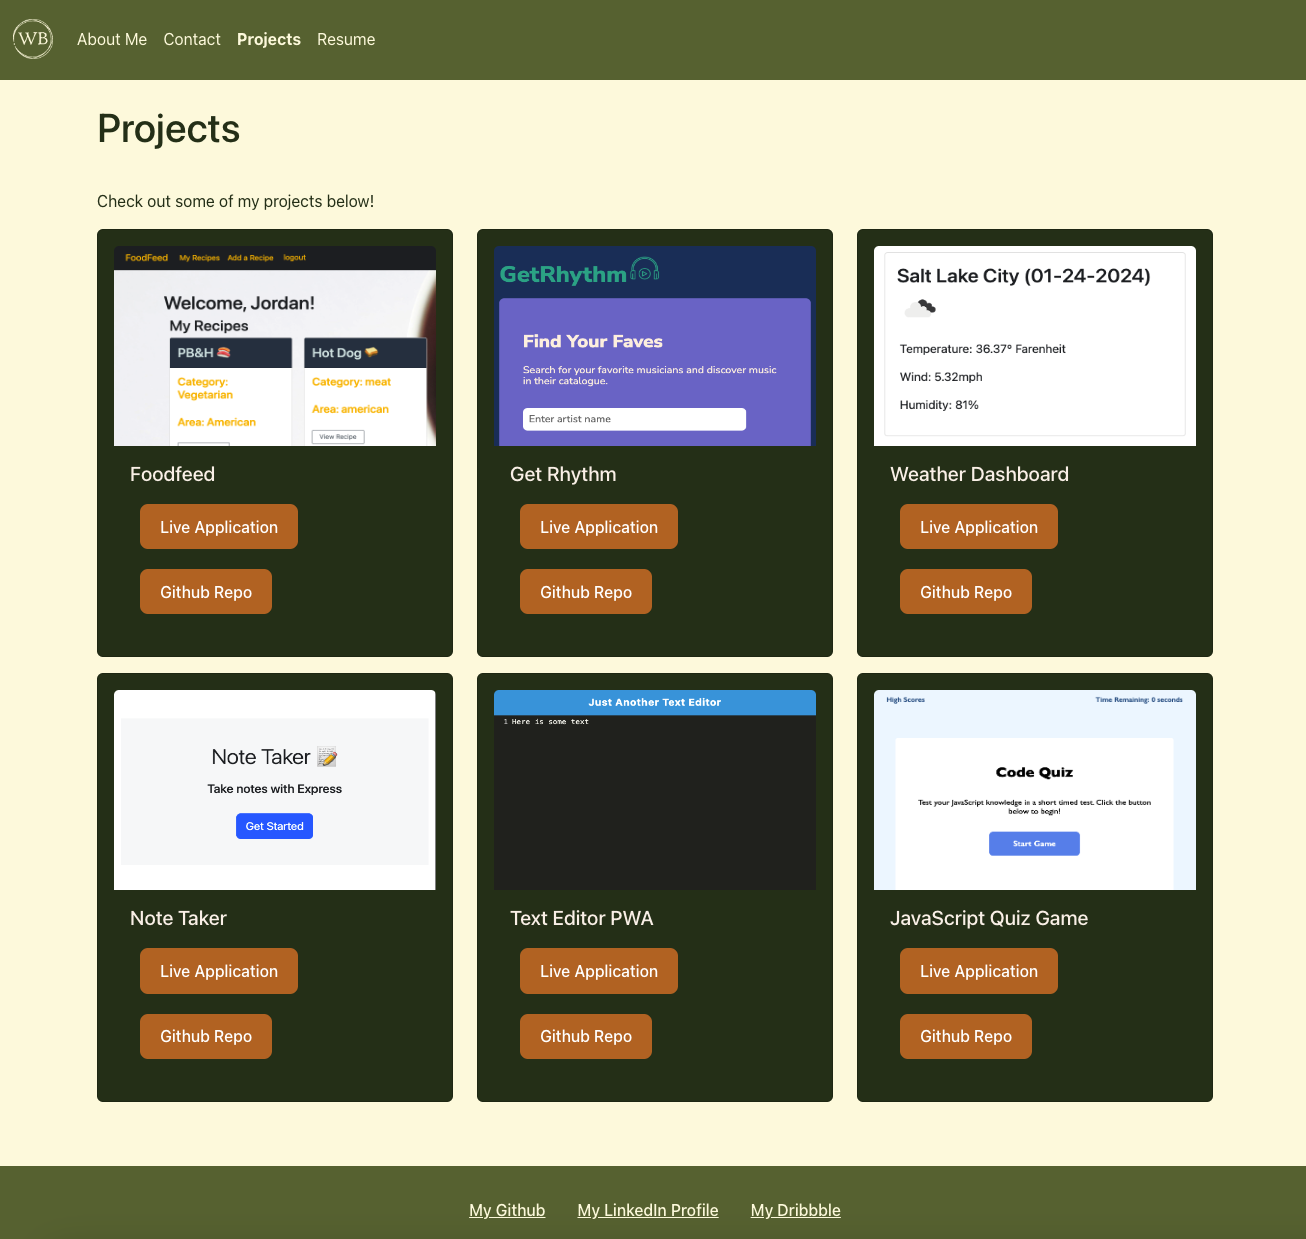 WB
About Me Contact Projects Resume
Projects
Check out some of my projects below!
FoodFeed My Recipes Add a Recipe logout
Welcome, Jordan!
My Recipes
PB&H
Category:
Vegetarian
Area: American
Hot Dog
Category: meat
Area: american
View Recipe
Foodfeed
Live Application
Github Repo
GetRhythm
Find Your Faves
Search for your favorite musicians and discover music
in their catalogue.
Enter artist name
Get Rhythm
Live Application
Github Repo
Salt Lake City (01-24-2024)
Temperature: 36.37° Farenheit
Wind: 5.32mph
Humidity: 81%
Weather Dashboard
Live Application
Github Repo
Note Taker 📝
Take notes with Express
Get Started
Note Taker
Live Application
Github Repo
Just Another Text Editor
1 Here is some text
Text Editor PWA
Live Application
Github Repo
High Scores Time Remaining: 0 seconds
Code Quiz
Test your JavaScript knowledge in a short timed test. Click the button
below to begin!
Start Game
JavaScript Quiz Game
Live Application
Github Repo
My Github My LinkedIn Profile My Dribbble